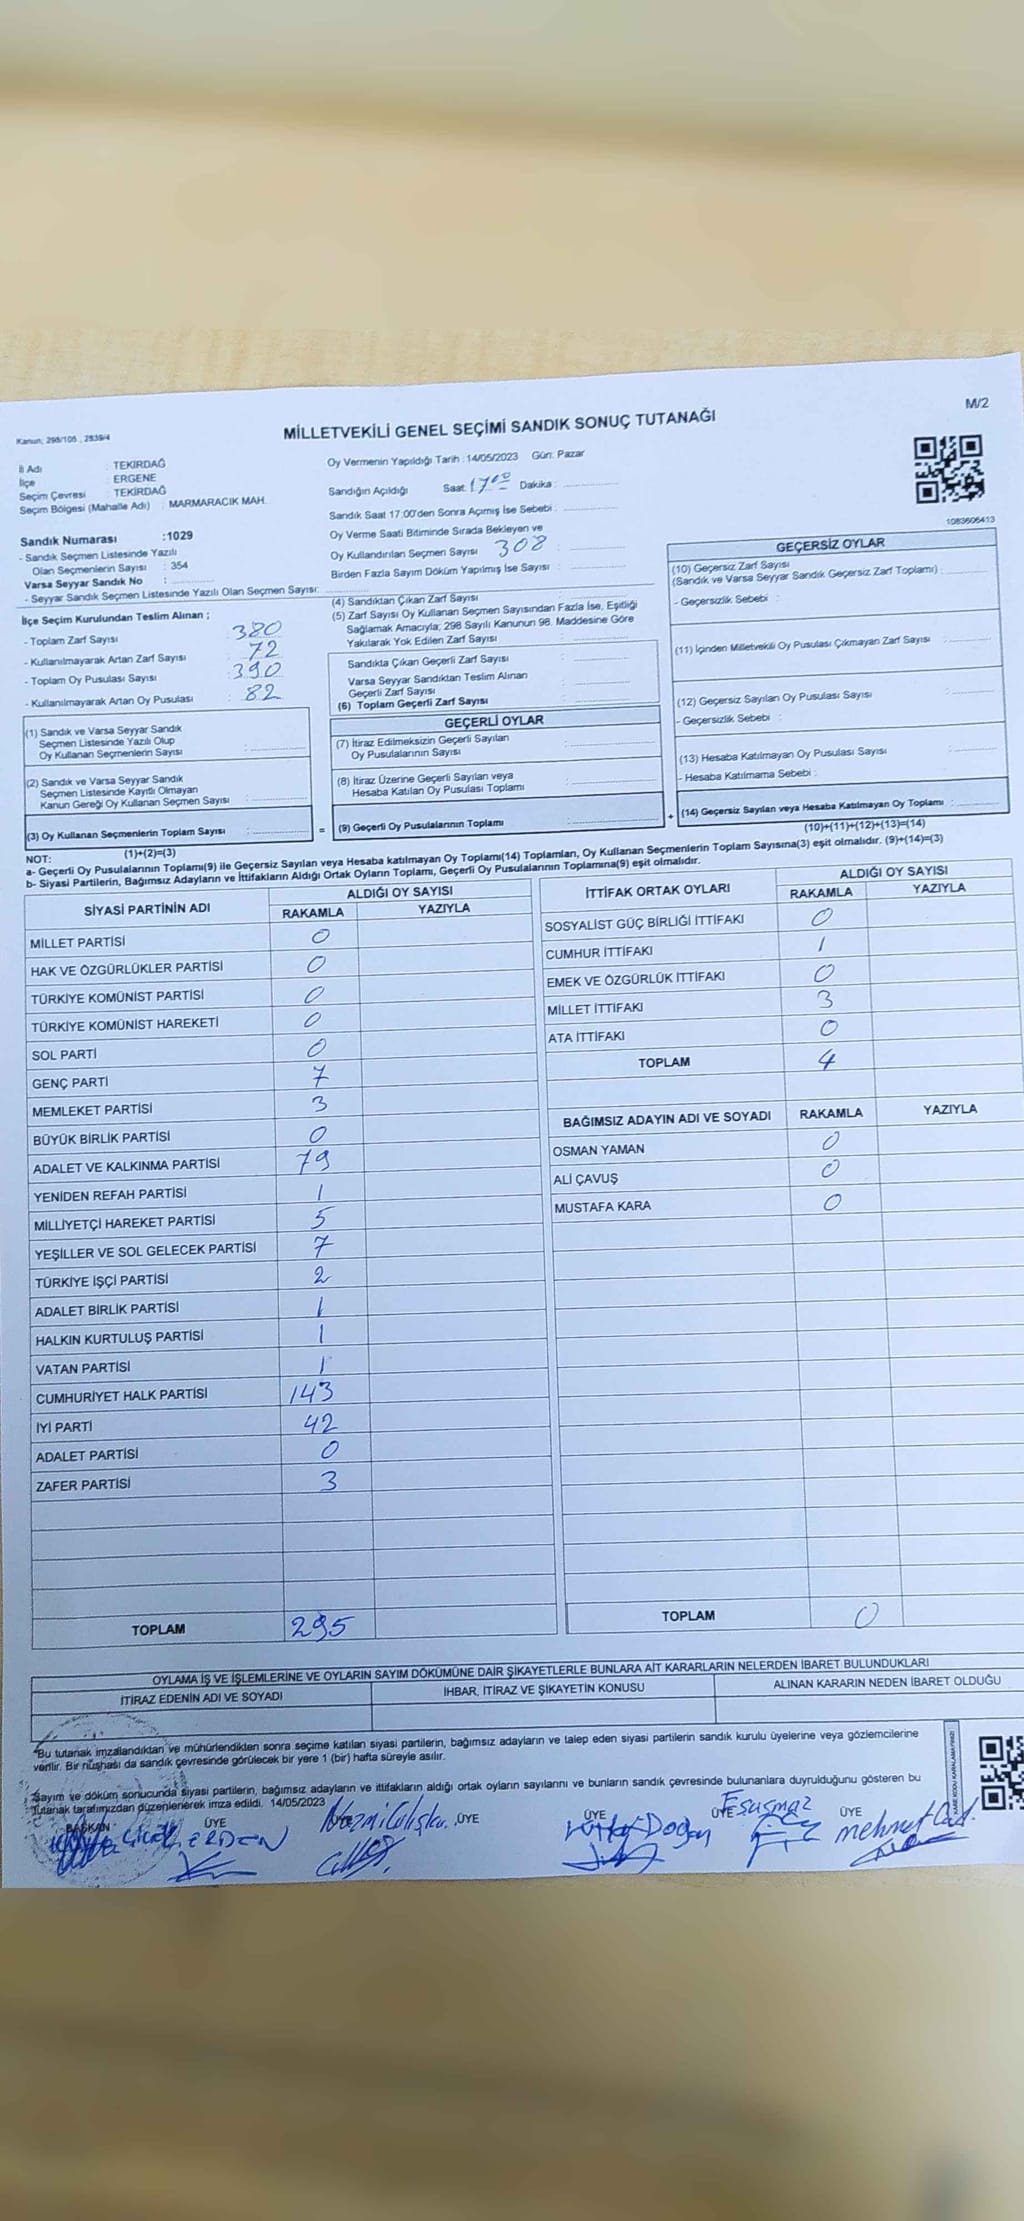 M/2
Kanun; 298/105 , 2839/4
MİLLETVEKİLİ GENEL SEÇİMİ SANDIK SONUÇ TUTANAĞI
İl Adı : TEKİRDAĞ
İlçe : ERGENE
Seçim Çevresi : TEKİRDAĞ
Seçim Bölgesi (Mahalle Adı) : MARMARACIK MAH.
Sandık Numarası :1029
- Sandık Seçmen Listesinde Yazılı
Olan Seçmenlerin Sayısı : 354
Varsa Seyyar Sandık No :
- Seyyar Sandık Seçmen Listesinde Yazılı Olan Seçmen Sayısı:
İlçe Seçim Kurulundan Teslim Alınan ;
- Toplam Zarf Sayısı : 380
- Kullanılmayarak Artan Zarf Sayısı : 72
- Toplam Oy Pusulası Sayısı : 390
- Kullanılmayarak Artan Oy Pusulası : 82
(1) Sandık ve Varsa Seyyar Sandık
Seçmen Listesinde Yazılı Olup
Oy Kullanan Seçmenlerin Sayısı :
(2) Sandık ve Varsa Seyyar Sandık
Seçmen Listesinde Kayıtlı Olmayan
Kanun Gereği Oy Kullanan Seçmen Sayısı :
(3) Oy Kullanan Seçmenlerin Toplam Sayısı :
(1)+(2)=(3)
Oy Vermenin Yapıldığı Tarih : 14/05/2023 Gün: Pazar
Sandığın Açıldığı Saat: 17 00 Dakika :
Sandık Saat 17:00'den Sonra Açımış İse Sebebi :
Oy Verme Saati Bitiminde Sırada Bekleyen ve
Oy Kullandırılan Seçmen Sayısı 308 :
Birden Fazla Sayım Döküm Yapılmış İse Sayısı :
(4) Sandıktan Çıkan Zarf Sayısı :
(5) Zarf Sayısı Oy Kullanan Seçmen Sayısından Fazla İse, Eşitliği
Sağlamak Amacıyla; 298 Sayılı Kanunun 98. Maddesine Göre
Yakılarak Yok Edilen Zarf Sayısı :
Sandıkta Çıkan Geçerli Zarf Sayısı :
Varsa Seyyar Sandıktan Teslim Alınan
Geçerli Zarf Sayısı :
(6) Toplam Geçerli Zarf Sayısı :
GEÇERLİ OYLAR
(7) İtiraz Edilmeksizin Geçerli Sayılan
Oy Pusulalarının Sayısı :
(8) İtiraz Üzerine Geçerli Sayılan veya
Hesaba Katılan Oy Pusulası Toplamı :
= (9) Geçerli Oy Pusulalarının Toplamı :
1083606413
GEÇERSİZ OYLAR
(10) Geçersiz Zarf Sayısı
(Sandık ve Varsa Seyyar Sandık Geçersiz Zarf Toplamı) :
- Geçersizlik Sebebi :
(11) İçinden Milletvekili Oy Pusulası Çıkmayan Zarf Sayısı :
(12) Geçersiz Sayılan Oy Pusulası Sayısı :
- Geçersizlik Sebebi :
(13) Hesaba Katılmayan Oy Pusulası Sayısı :
- Hesaba Katılmama Sebebi :
+ (14) Geçersiz Sayılan veya Hesaba Katılmayan Oy Toplamı :
(10)+(11)+(12)+(13)=(14)
NOT:
a- Geçerli Oy Pusulalarının Toplamı(9) ile Geçersiz Sayılan veya Hesaba katılmayan Oy Toplamı(14) Toplamları, Oy Kullanan Seçmenlerin Toplam Sayısına(3) eşit olmalıdır. (9)+(14)=(3)
b- Siyasi Partilerin, Bağımsız Adayların ve İttifakların Aldığı Ortak Oyların Toplamı, Geçerli Oy Pusulalarının Toplamına(9) eşit olmalıdır.
SİYASİ PARTİNİN ADI ALDIĞI OY SAYISI
RAKAMLA YAZIYLA
MİLLET PARTİSİ 0
HAK VE ÖZGÜRLÜKLER PARTİSİ 0
TÜRKİYE KOMÜNİST PARTİSİ 0
TÜRKİYE KOMÜNİST HAREKETİ 0
SOL PARTİ 0
GENÇ PARTİ 7
MEMLEKET PARTİSİ 3
BÜYÜK BİRLİK PARTİSİ 0
ADALET VE KALKINMA PARTİSİ 79
YENİDEN REFAH PARTİSİ 1
MİLLİYETÇİ HAREKET PARTİSİ 5
YEŞİLLER VE SOL GELECEK PARTİSİ 7
TÜRKİYE İŞÇİ PARTİSİ 2
ADALET BİRLİK PARTİSİ 1
HALKIN KURTULUŞ PARTİSİ 1
VATAN PARTİSİ 1
CUMHURİYET HALK PARTİSİ 143
İYİ PARTİ 42
ADALET PARTİSİ 0
ZAFER PARTİSİ 3
TOPLAM 295
İTTİFAK ORTAK OYLARI ALDIĞI OY SAYISI
RAKAMLA YAZIYLA
SOSYALİST GÜÇ BİRLİĞİ İTTİFAKI 0
CUMHUR İTTİFAKI 1
EMEK VE ÖZGÜRLÜK İTTİFAKI 0
MİLLET İTTİFAKI 3
ATA İTTİFAKI 0
TOPLAM 4
BAĞIMSIZ ADAYIN ADI VE SOYADI RAKAMLA YAZIYLA
OSMAN YAMAN 0
ALİ ÇAVUŞ 0
MUSTAFA KARA 0
TOPLAM 0
OYLAMA İŞ VE İŞLEMLERİNE VE OYLARIN SAYIM DÖKÜMÜNE DAİR ŞİKAYETLERLE BUNLARA AİT KARARLARIN NELERDEN İBARET BULUNDUKLARI
İTİRAZ EDENİN ADI VE SOYADI İHBAR, İTİRAZ VE ŞİKAYETİN KONUSU ALINAN KARARIN NEDEN İBARET OLDUĞU
*Bu tutanak imzalandıktan ve mühürlendikten sonra seçime katılan siyasi partilerin, bağımsız adayların ve talep eden siyasi partilerin sandık kurulu üyelerine veya gözlemcilerine
verilir. Bir nüshası da sandık çevresinde görülecek bir yere 1 (bir) hafta süreyle asılır.
Sayım ve döküm sonucunda siyasi partilerin, bağımsız adayların ve ittifakların aldığı ortak oyların sayılarını ve bunların sandık çevresinde bulunanlara duyrulduğunu gösteren bu
Tutanak tarafımızdan düzenlenerek imza edildi. 14/05/2023
BAŞKAN ÜYE ÜYE ÜYE ÜYE ÜYE
ERDEN Doğan mehmet